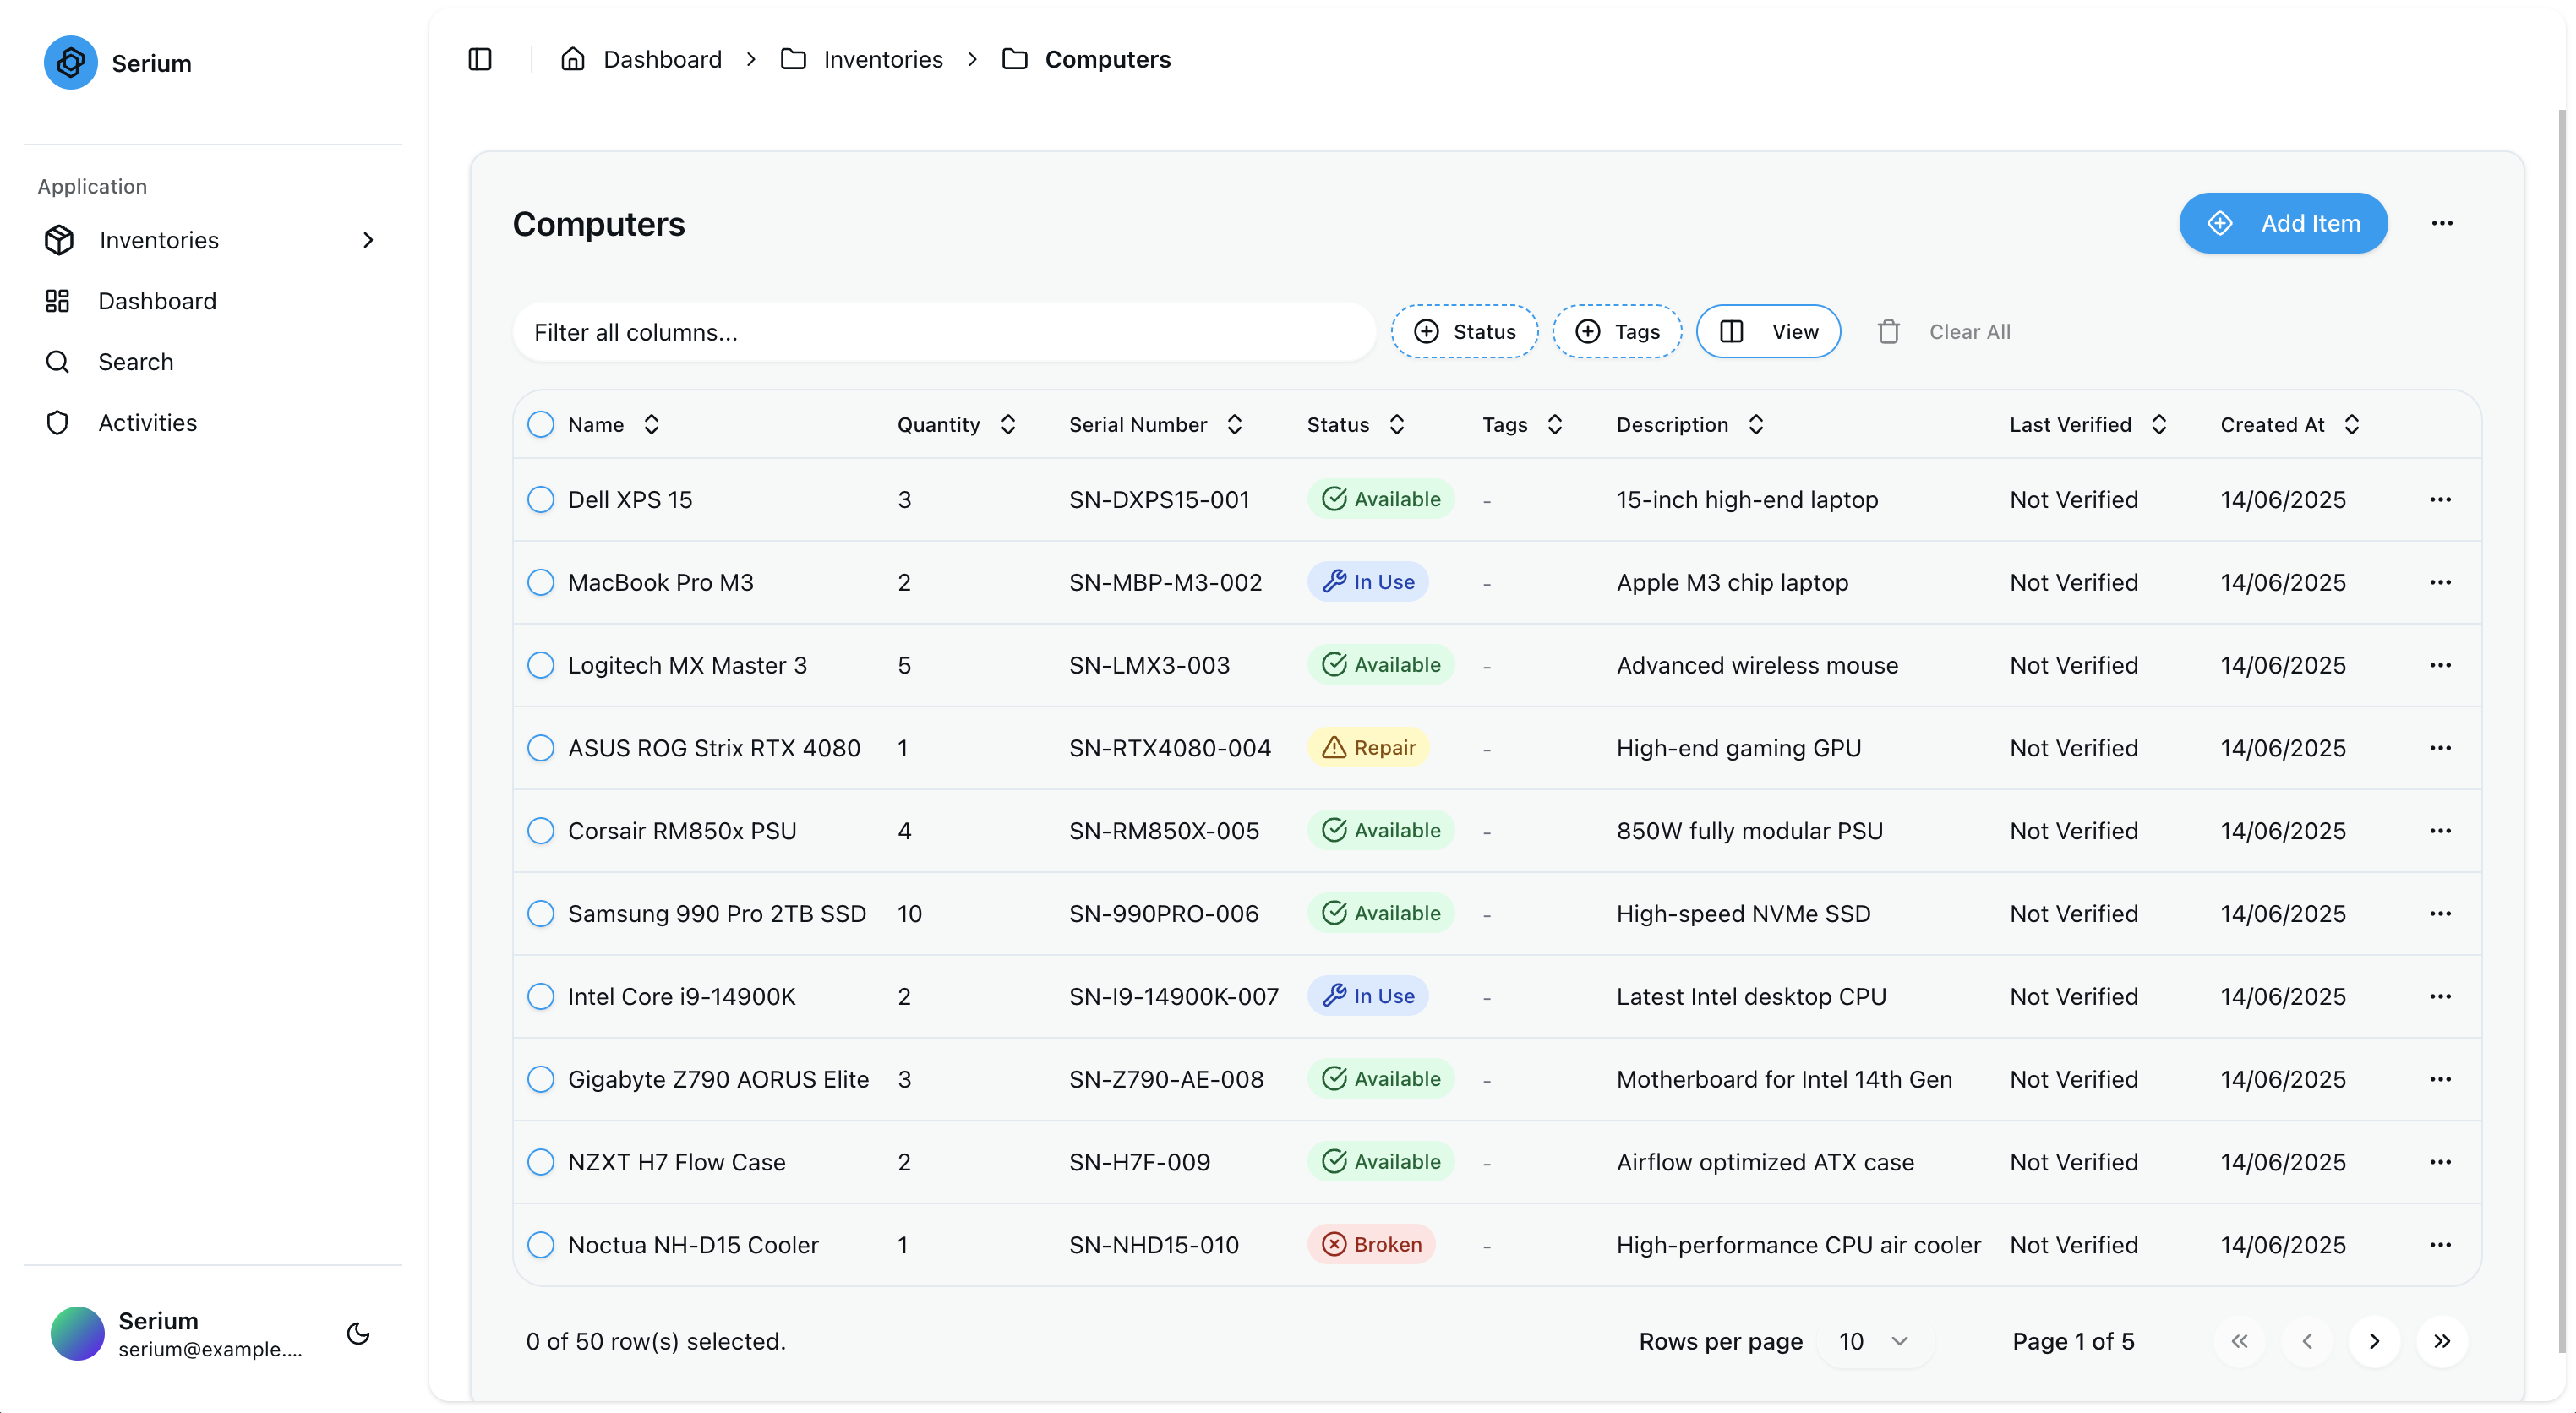 Serium
Application
Inventories
Dashboard
Search
Activities
Serium
serium@example....
Dashboard > Inventories > Computers
Computers
Add Item
Filter all columns... Status Tags View Clear All
Name Quantity Serial Number Status Tags Description Last Verified Created At
Dell XPS 15 3 SN-DXPS15-001 Available - 15-inch high-end laptop Not Verified 14/06/2025
MacBook Pro M3 2 SN-MBP-M3-002 In Use - Apple M3 chip laptop Not Verified 14/06/2025
Logitech MX Master 3 5 SN-LMX3-003 Available - Advanced wireless mouse Not Verified 14/06/2025
ASUS ROG Strix RTX 4080 1 SN-RTX4080-004 Repair - High-end gaming GPU Not Verified 14/06/2025
Corsair RM850x PSU 4 SN-RM850X-005 Available - 850W fully modular PSU Not Verified 14/06/2025
Samsung 990 Pro 2TB SSD 10 SN-990PRO-006 Available - High-speed NVMe SSD Not Verified 14/06/2025
Intel Core i9-14900K 2 SN-I9-14900K-007 In Use - Latest Intel desktop CPU Not Verified 14/06/2025
Gigabyte Z790 AORUS Elite 3 SN-Z790-AE-008 Available - Motherboard for Intel 14th Gen Not Verified 14/06/2025
NZXT H7 Flow Case 2 SN-H7F-009 Available - Airflow optimized ATX case Not Verified 14/06/2025
Noctua NH-D15 Cooler 1 SN-NHD15-010 Broken - High-performance CPU air cooler Not Verified 14/06/2025
0 of 50 row(s) selected. Rows per page 10 Page 1 of 5